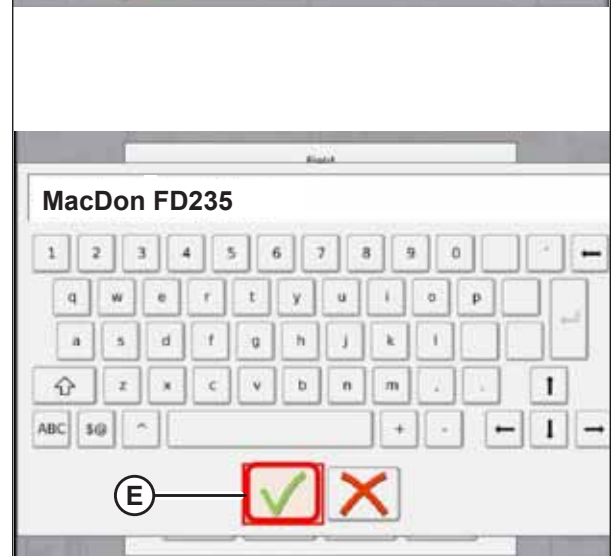 Field
MacDon FD235
1 2 3 4 5 6 7 8 9 0 '
q w e r t y u i o p
a s d f g h j k l
z x c v b n m , .
ABC $@ ^ + -
E